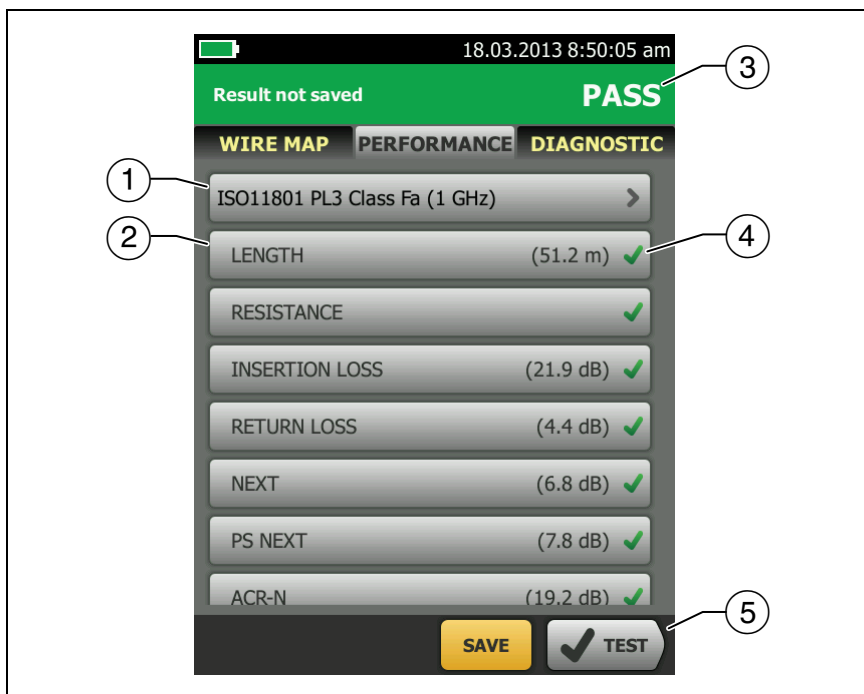 18.03.2013 8:50:05 am
Result not saved PASS
3
WIRE MAP PERFORMANCE DIAGNOSTIC
1
ISO11801 PL3 Class Fa (1 GHz)
2
LENGTH (51.2 m)
4
RESISTANCE
INSERTION LOSS (21.9 dB)
RETURN LOSS (4.4 dB)
NEXT (6.8 dB)
PS NEXT (7.8 dB)
ACR-N (19.2 dB)
5
SAVE TEST